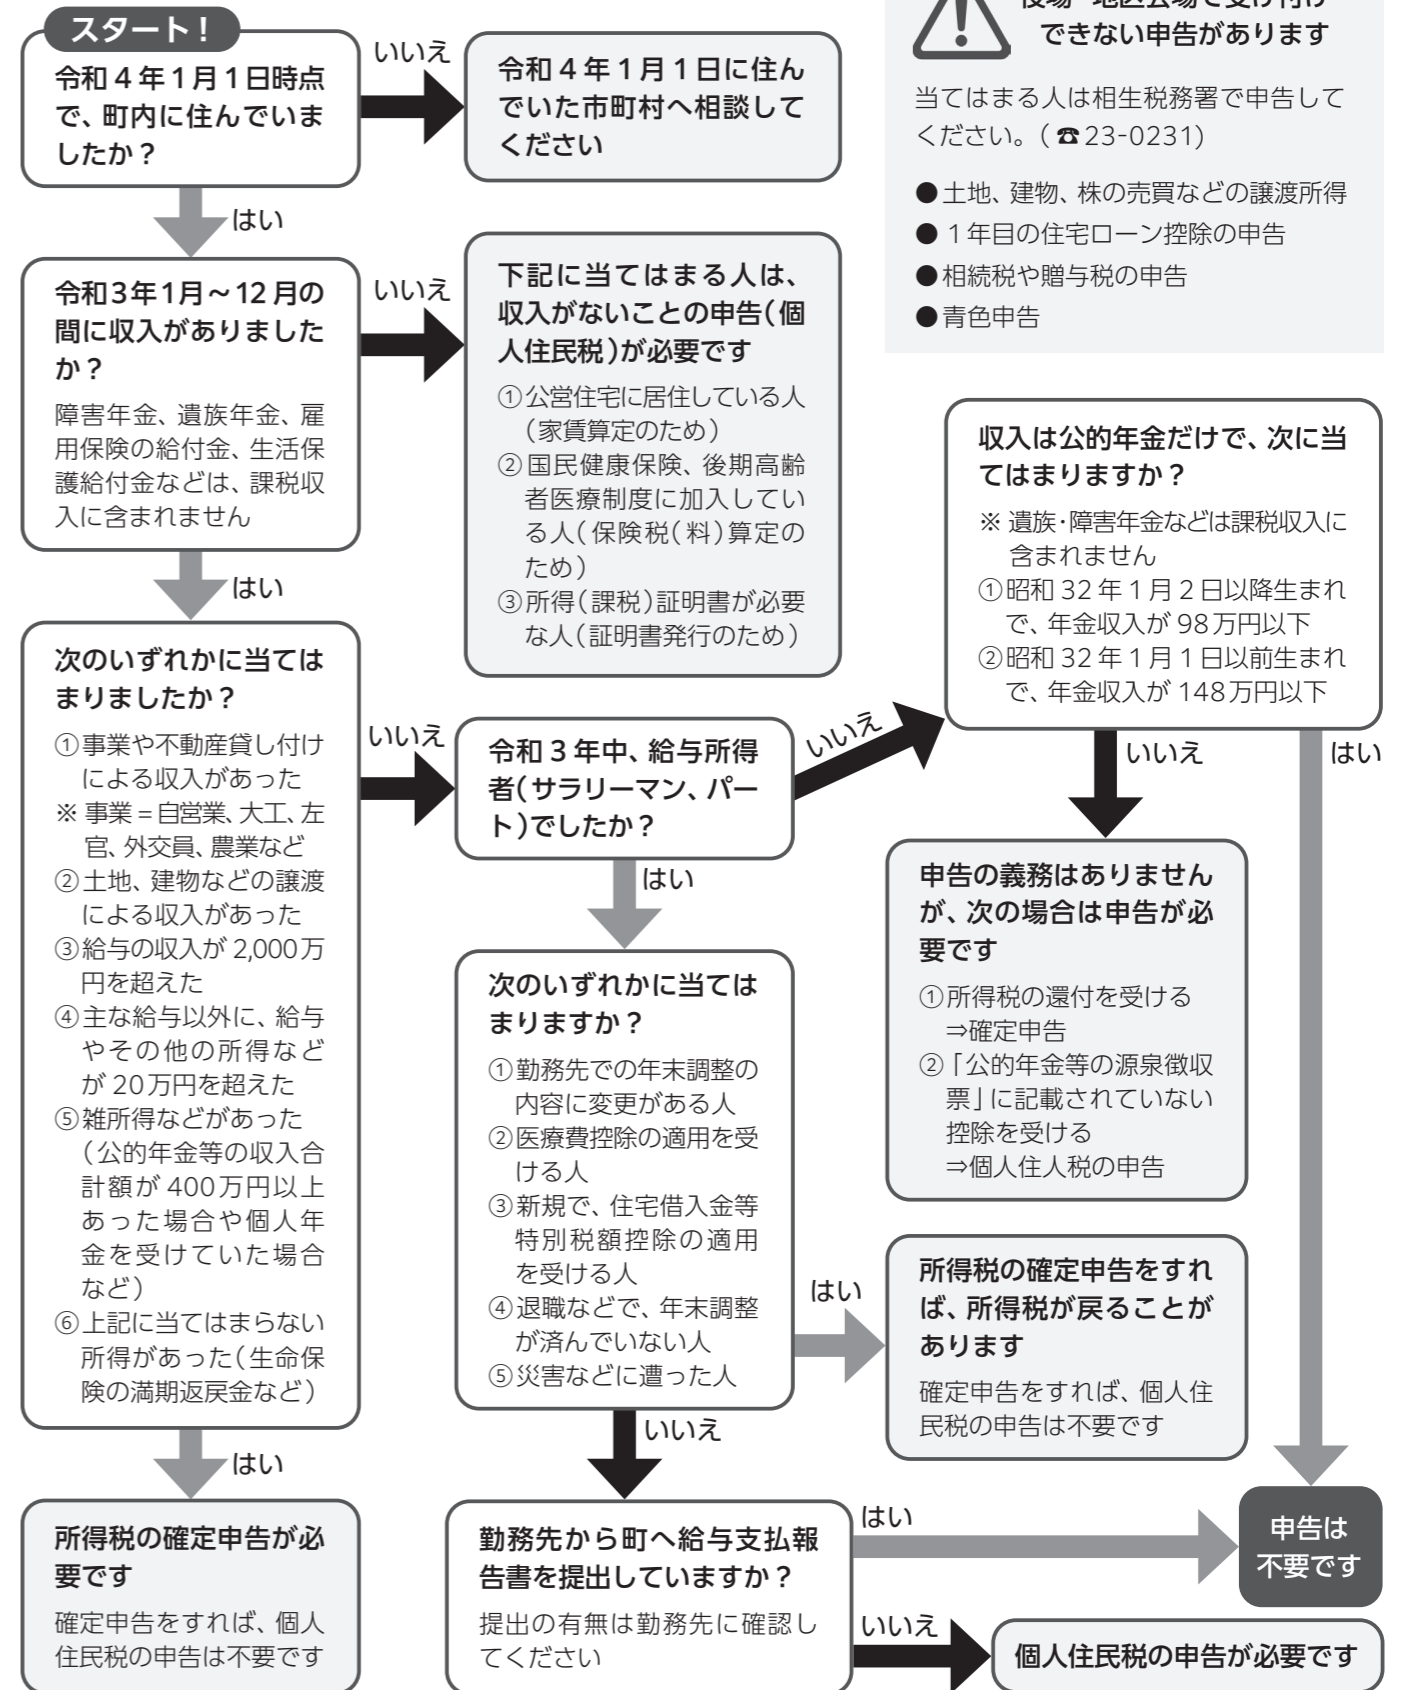 スタート！
令和４年１月１日時点
で、町内に住んでいま
したか？
いいえ
令和４年１月１日に住ん
でいた市町村へ相談して
ください
はい
できない申告があります
当てはまる人は相生税務署で申告して
ください。（☎23-0231）
●土地、建物、株の売買などの譲渡所得
●１年目の住宅ローン控除の申告
●相続税や贈与税の申告
●青色申告
令和３年１月～12月の
間に収入がありました
か？
障害年金、遺族年金、雇
用保険の給付金、生活保
護給付金などは、課税収
入に含まれません
いいえ
下記に当てはまる人は、
収入がないことの申告（個
人住民税）が必要です
①公営住宅に居住している人
（家賃算定のため）
②国民健康保険、後期高齢
者医療制度に加入してい
る人（保険税（料）算定の
ため）
③所得（課税）証明書が必要
な人（証明書発行のため）
はい
次のいずれかに当ては
まりましたか？
①事業や不動産貸し付け
による収入があった
※事業＝自営業、大工、左
官、外交員、農業など
②土地、建物などの譲渡
による収入があった
③給与の収入が2,000万
円を超えた
④主な給与以外に、給与
やその他の所得など
が20万円を超えた
⑤雑所得などがあった
（公的年金等の収入合
計額が400万円以上
あった場合や個人年
金を受けていた場合
など）
⑥上記に当てはまらない
所得があった（生命保
険の満期返戻金など）
はい
所得税の確定申告が必
要です
確定申告をすれば、個人
住民税の申告は不要です
いいえ
令和３年中、給与所得
者（サラリーマン、パー
ト）でしたか？
いいえ
収入は公的年金だけで、次に当
てはまりますか？
※遺族・障害年金などは課税収入に
含まれません
①昭和32年１月２日以降生まれ
で、年金収入が98万円以下
②昭和32年１月１日以前生まれ
で、年金収入が148万円以下
いいえ
はい
申告の義務はありません
が、次の場合は申告が必
要です
①所得税の還付を受ける
⇒確定申告
②「公的年金等の源泉徴収
票」に記載されていない
控除を受ける
⇒個人住人税の申告
はい
次のいずれかに当ては
まりますか？
①勤務先での年末調整の
内容に変更がある人
②医療費控除の適用を受
ける人
③新規で、住宅借入金等
特別税額控除の適用
を受ける人
④退職などで、年末調整
が済んでいない人
⑤災害などに遭った人
はい
所得税の確定申告をすれ
ば、所得税が戻ることが
あります
確定申告をすれば、個人住
民税の申告は不要です
いいえ
勤務先から町へ給与支払報
告書を提出していますか？
提出の有無は勤務先に確認し
てください
はい
申告は
不要です
いいえ
個人住民税の申告が必要です